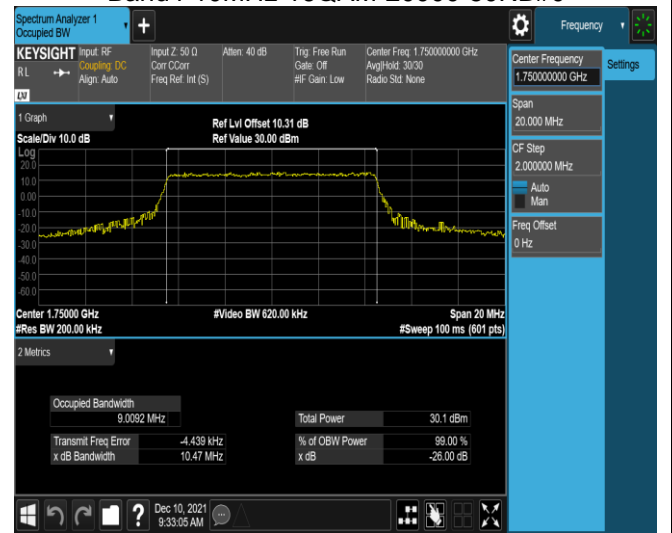 Spectrum Analyzer 1
Occupied BW
Frequency
KEYSIGHT
RL
LXI
Input: RF
Coupling: DC
Align: Auto
Input Z: 50 Ω
Corr CCorr
Freq Ref: Int (S)
Atten: 40 dB
Trig: Free Run
Gate: Off
#IF Gain: Low
Center Freq: 1.750000000 GHz
Avg|Hold: 30/30
Radio Std: None
Center Frequency
1.750000000 GHz
Settings
Span
20.000 MHz
CF Step
2.000000 MHz
Auto
Man
Freq Offset
0 Hz
1 Graph
Scale/Div 10.0 dB
Ref Lvl Offset 10.31 dB
Ref Value 30.00 dBm
Log
20.0
10.0
0.00
-10.0
-20.0
-30.0
-40.0
-50.0
-60.0
Center 1.75000 GHz
#Video BW 620.00 kHz
Span 20 MHz
#Res BW 200.00 kHz
#Sweep 100 ms (601 pts)
2 Metrics
Occupied Bandwidth
9.0092 MHz
Total Power 30.1 dBm
Transmit Freq Error -4.439 kHz
% of OBW Power 99.00 %
x dB Bandwidth 10.47 MHz
x dB -26.00 dB
Dec 10, 2021
9:33:05 AM